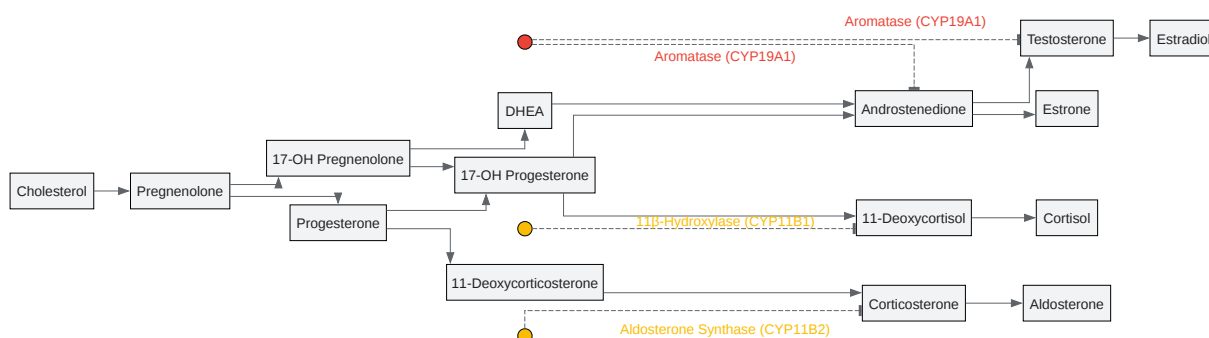 Aromatase (CYP19A1)
Testosterone
Estradiol
Aromatase (CYP19A1)
DHEA
Androstenedione
Estrone
17-OH Pregnenolone
17-OH Progesterone
Cholesterol
Pregnenolone
Progesterone
11β-Hydroxylase (CYP11B1)
11-Deoxycortisol
Cortisol
11-Deoxycorticosterone
Corticosterone
Aldosterone
Aldosterone Synthase (CYP11B2)